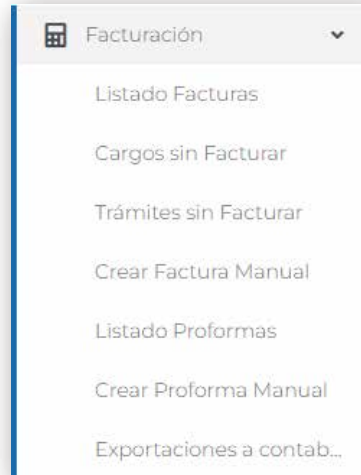 Facturación
Listado Facturas
Cargos sin Facturar
Trámites sin Facturar
Crear Factura Manual
Listado Proformas
Crear Proforma Manual
Exportaciones a contab...